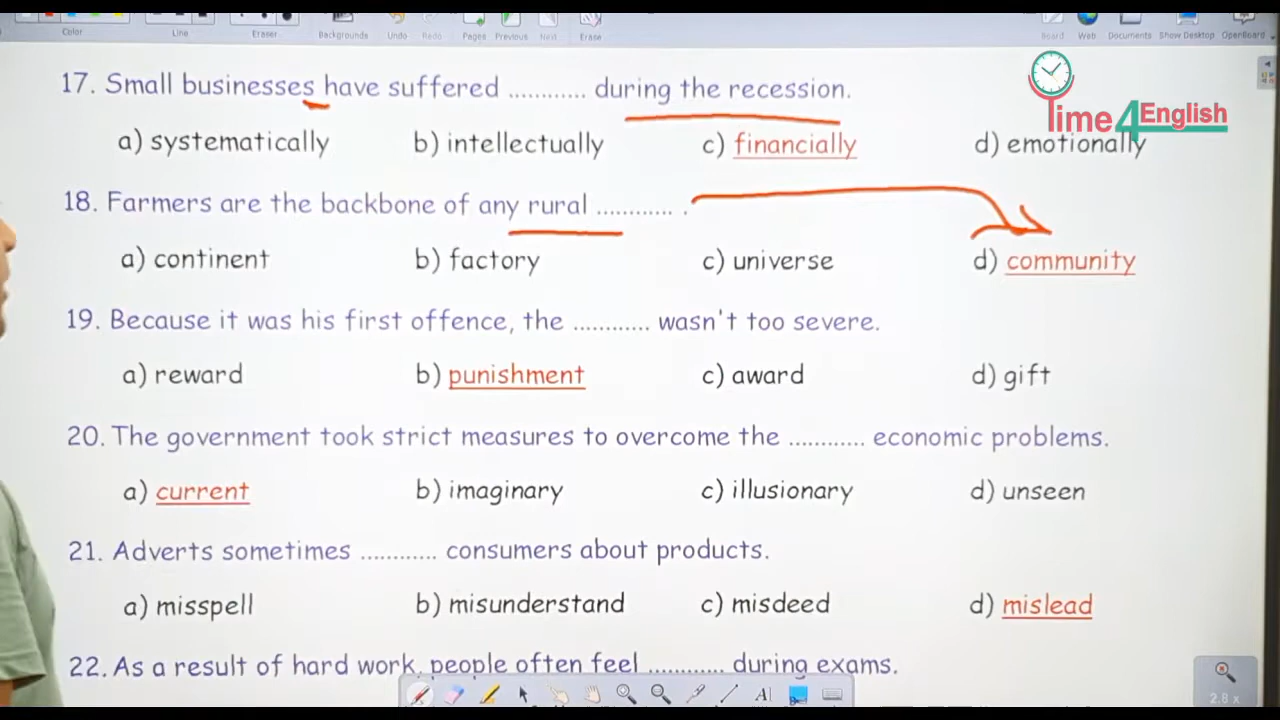 Color Line Eraser Backgrounds Undo Redo Pages Previous Next Erase Board Web Documents Show Desktop OpenBoard
Time4English
17. Small businesses have suffered ............ during the recession.
a) systematically b) intellectually c) financially d) emotionally
18. Farmers are the backbone of any rural ............ .
a) continent b) factory c) universe d) community
19. Because it was his first offence, the ............ wasn't too severe.
a) reward b) punishment c) award d) gift
20. The government took strict measures to overcome the ............ economic problems.
a) current b) imaginary c) illusionary d) unseen
21. Adverts sometimes ............ consumers about products.
a) misspell b) misunderstand c) misdeed d) mislead
22. As a result of hard work, people often feel ............ during exams.
2.8 x